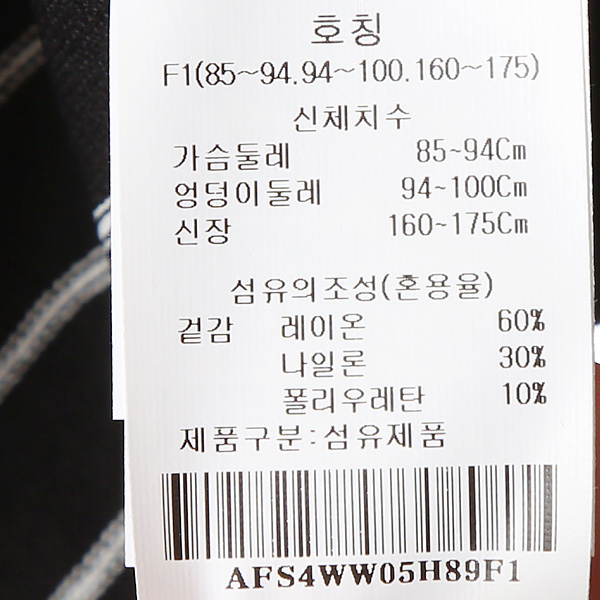 호칭
F1(85~94.94~100.160~175)
신체치수
가슴둘레 85~94Cm
엉덩이둘레 94~100Cm
신장 160~175Cm
섬유의조성(혼용율)
겉감 레이온 60%
나일론 30%
폴리우레탄 10%
제품구분:섬유제품
AFS4WW05H89F1